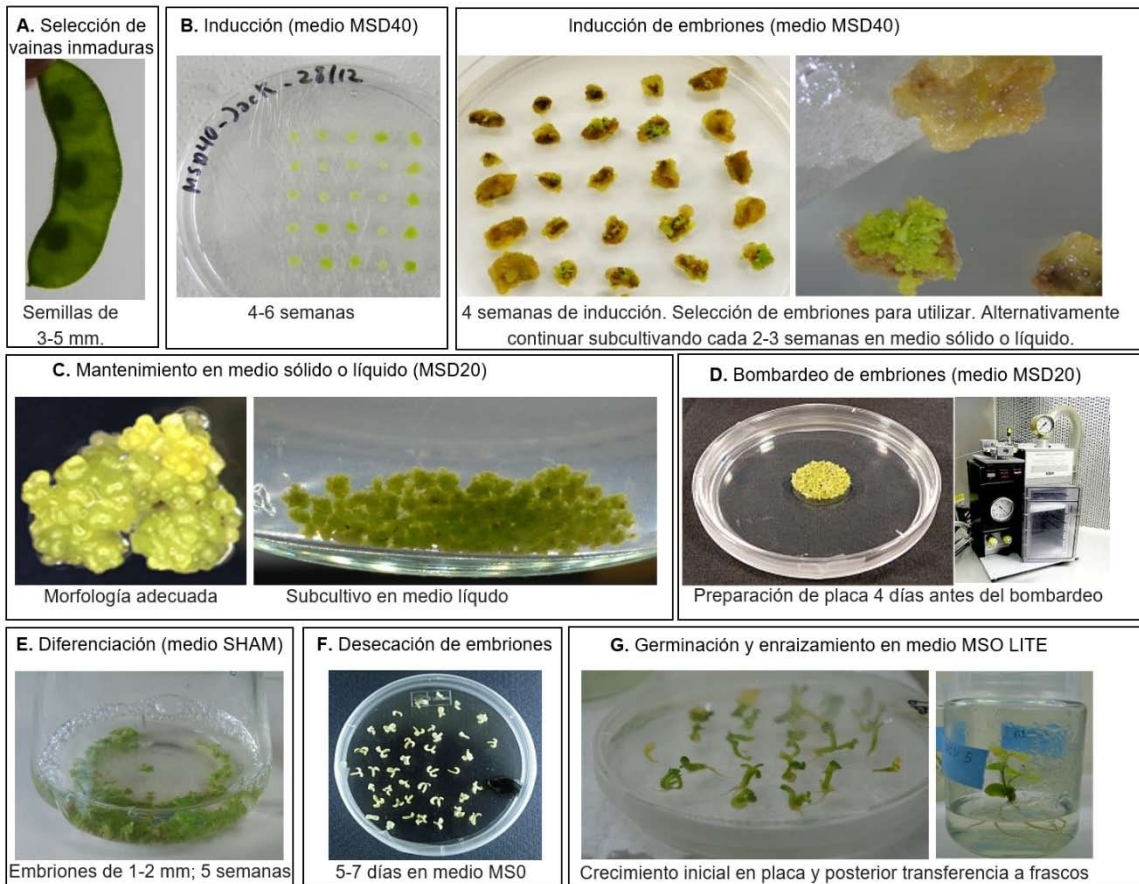 A. Selección de
vainas inmaduras
Semillas de
3-5 mm.
B. Inducción (medio MSD40)
MSD40-Jack-28/12
4-6 semanas
Inducción de embriones (medio MSD40)
4 semanas de inducción. Selección de embriones para utilizar. Alternativamente
continuar subcultivando cada 2-3 semanas en medio sólido o líquido.
C. Mantenimiento en medio sólido o líquido (MSD20)
Morfología adecuada
Subcultivo en medio líqudo
D. Bombardeo de embriones (medio MSD20)
Preparación de placa 4 días antes del bombardeo
E. Diferenciación (medio SHAM)
Embriones de 1-2 mm; 5 semanas
F. Desecación de embriones
5-7 días en medio MS0
G. Germinación y enraizamiento en medio MSO LITE
Crecimiento inicial en placa y posterior transferencia a frascos